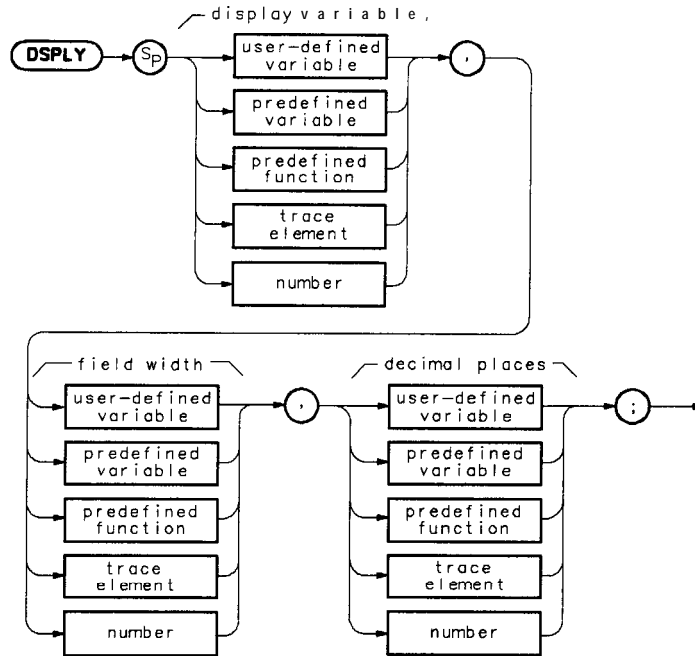 display variable,
DSPLY
SP
user-defined
variable
,
predefined
variable
predefined
function
trace
element
number
field width
user-defined
variable
predefined
variable
predefined
function
trace
element
number
,
decimal places
user-defined
variable
predefined
variable
predefined
function
trace
element
number
;